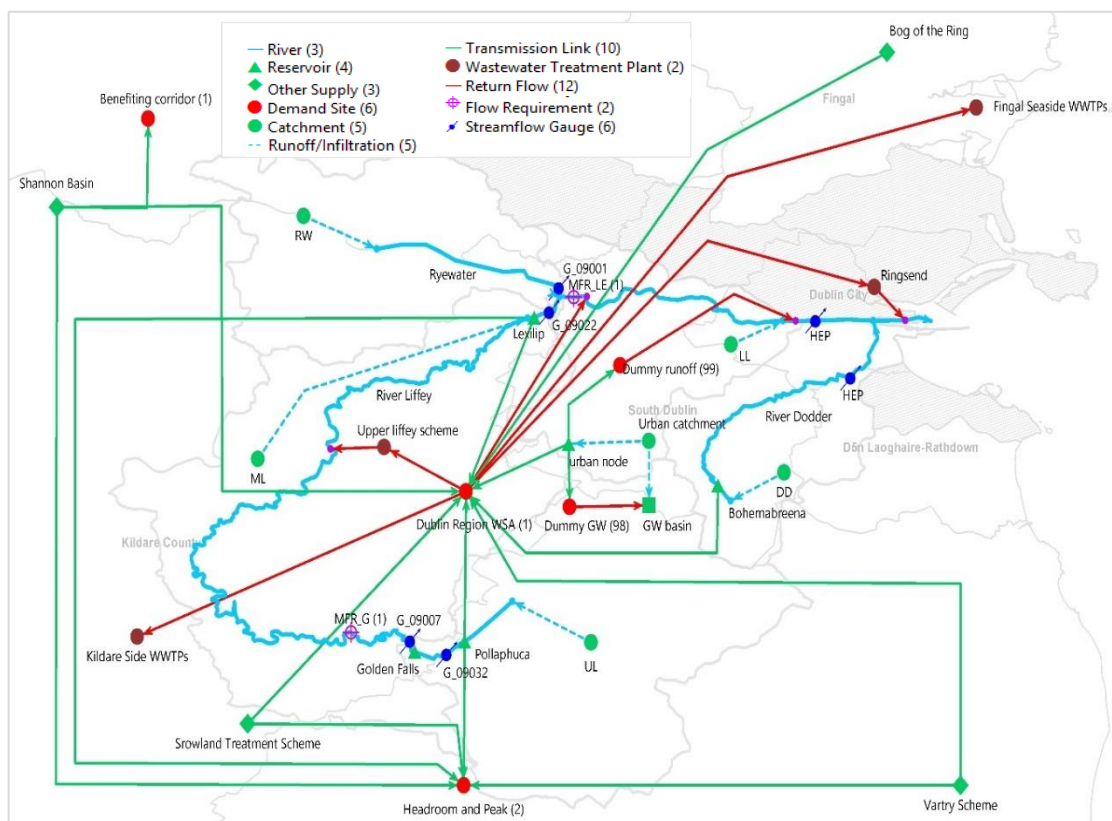 Bog of the Ring
River (3)
Reservoir (4)
Other Supply (3)
Demand Site (6)
Catchment (5)
Runoff/Infiltration (5)
Transmission Link (10)
Wastewater Treatment Plant (2)
Return Flow (12)
Flow Requirement (2)
Streamflow Gauge (6)
Benefiting corridor (1)
Fingal
Fingal Seaside WWTPs
Shannon Basin
RW
Ryewater
G_09001
MFR_LE (1)
Ringsend
Dublin City
Lexilip
G_09022
HEP
LL
Dummy runoff (99)
HEP
River Liffey
South Dublin
Urban catchment
River Dodder
Upper liffey scheme
Dún Laoghaire-Rathdown
urban node
ML
DD
Dublin Region WSA (1)
Dummy GW (98)
GW basin
Bohernabreena
Kildare County
MFR_G (1)
G_09007
Kildare Side WWTPs
Golden Falls
Pollaphuca
G_09032
UL
Srowland Treatment Scheme
Headroom and Peak (2)
Vartry Scheme